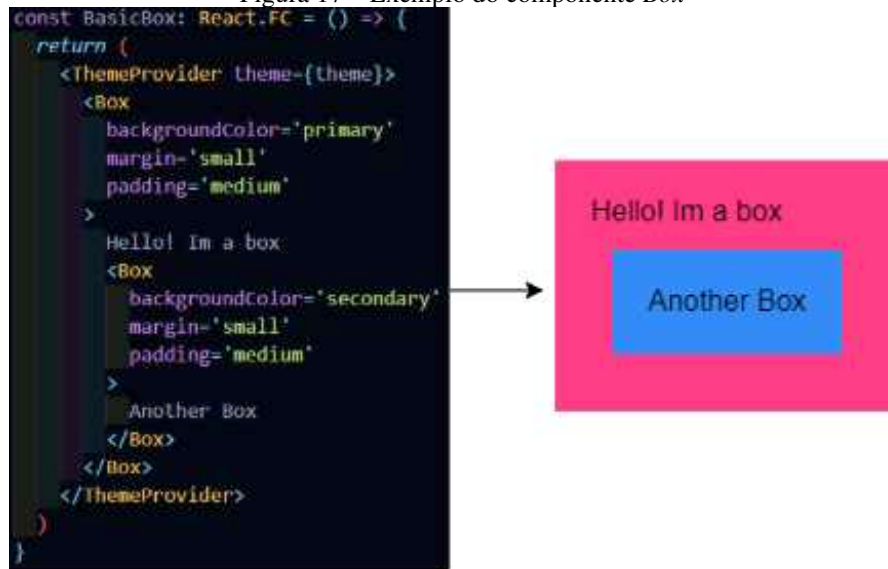 Figura 17 - Exemplo do componente Box
const BasicBox: React.FC = () => {
return (
<ThemeProvider theme={theme}>
<Box
backgroundColor='primary'
margin='small'
padding='medium'
>
Hello! Im a box
<Box
backgroundColor='secondary'
margin='small'
padding='medium'
>
Another Box
</Box>
</Box>
</ThemeProvider>
)
}
Hello! Im a box
Another Box